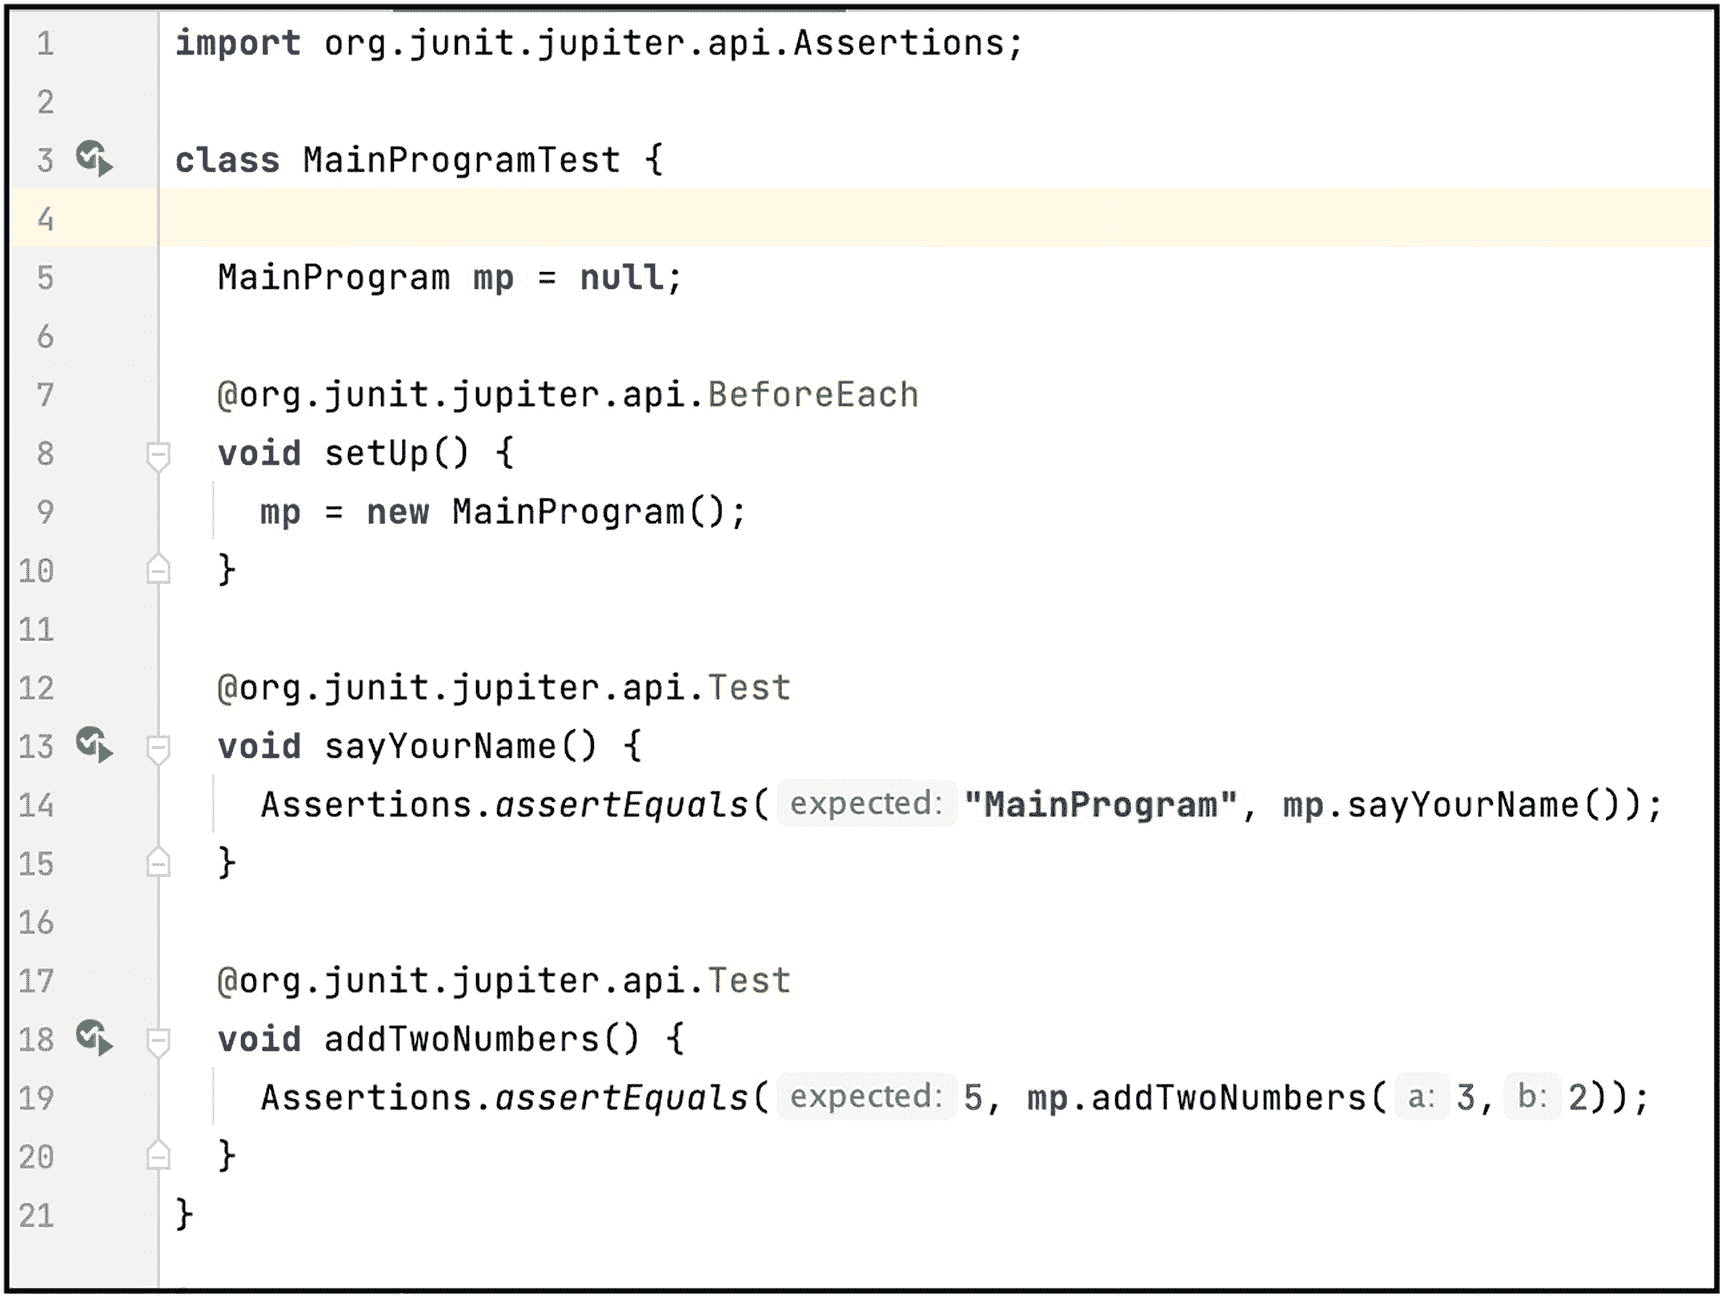 1 import org.junit.jupiter.api.Assertions;
2
3 class MainProgramTest {
4
5 MainProgram mp = null;
6
7 @org.junit.jupiter.api.BeforeEach
8 void setUp() {
9 mp = new MainProgram();
10 }
11
12 @org.junit.jupiter.api.Test
13 void sayYourName() {
14 Assertions.assertEquals( expected: "MainProgram", mp.sayYourName());
15 }
16
17 @org.junit.jupiter.api.Test
18 void addTwoNumbers() {
19 Assertions.assertEquals( expected: 5, mp.addTwoNumbers( a: 3, b: 2));
20 }
21 }